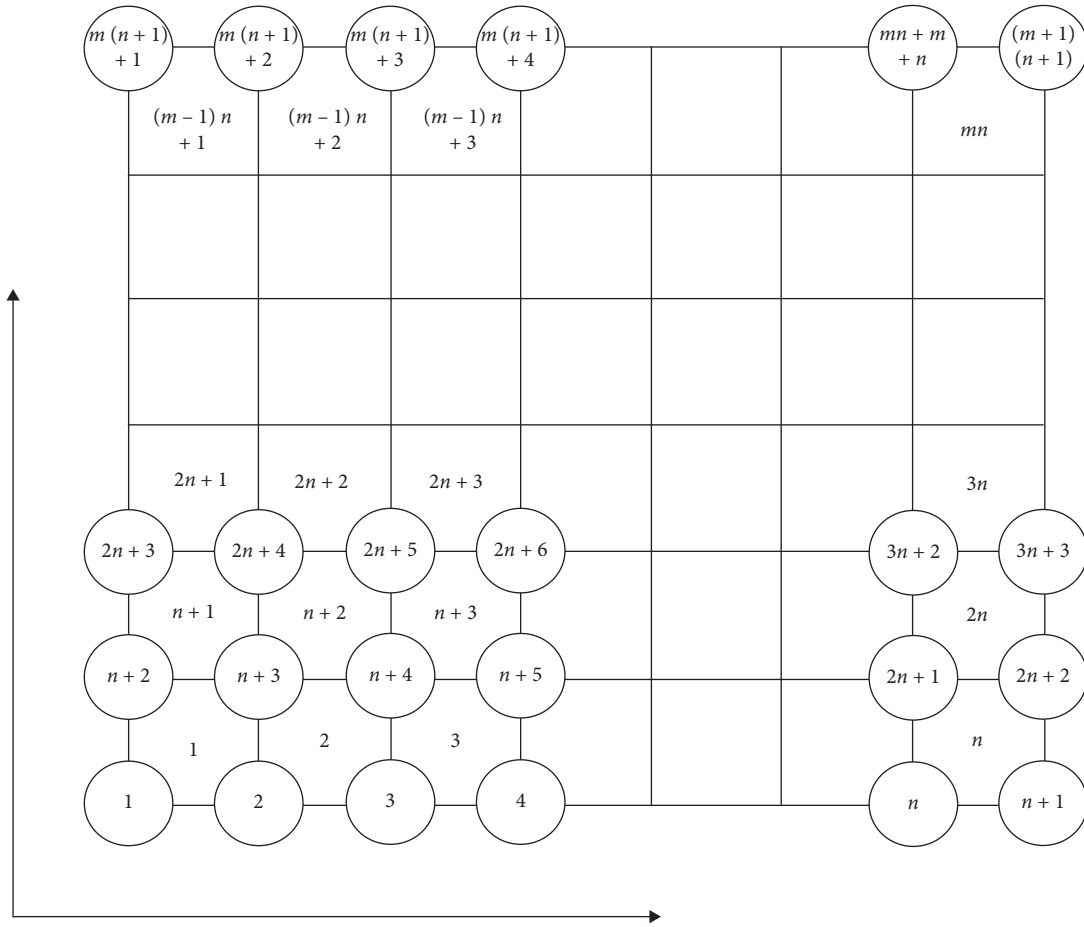 m (n + 1) m (n + 1) m (n + 1) m (n + 1) mn + m (m + 1)
+ 1 + 2 + 3 + 4 + n (n + 1)
(m – 1) n (m – 1) n (m – 1) n mn
+ 1 + 2 + 3
2n + 1 2n + 2 2n + 3 3n
2n + 3 2n + 4 2n + 5 2n + 6 3n + 2 3n + 3
n + 1 n + 2 n + 3 2n
n + 2 n + 3 n + 4 n + 5 2n + 1 2n + 2
1 2 3 n
1 2 3 4 n n + 1